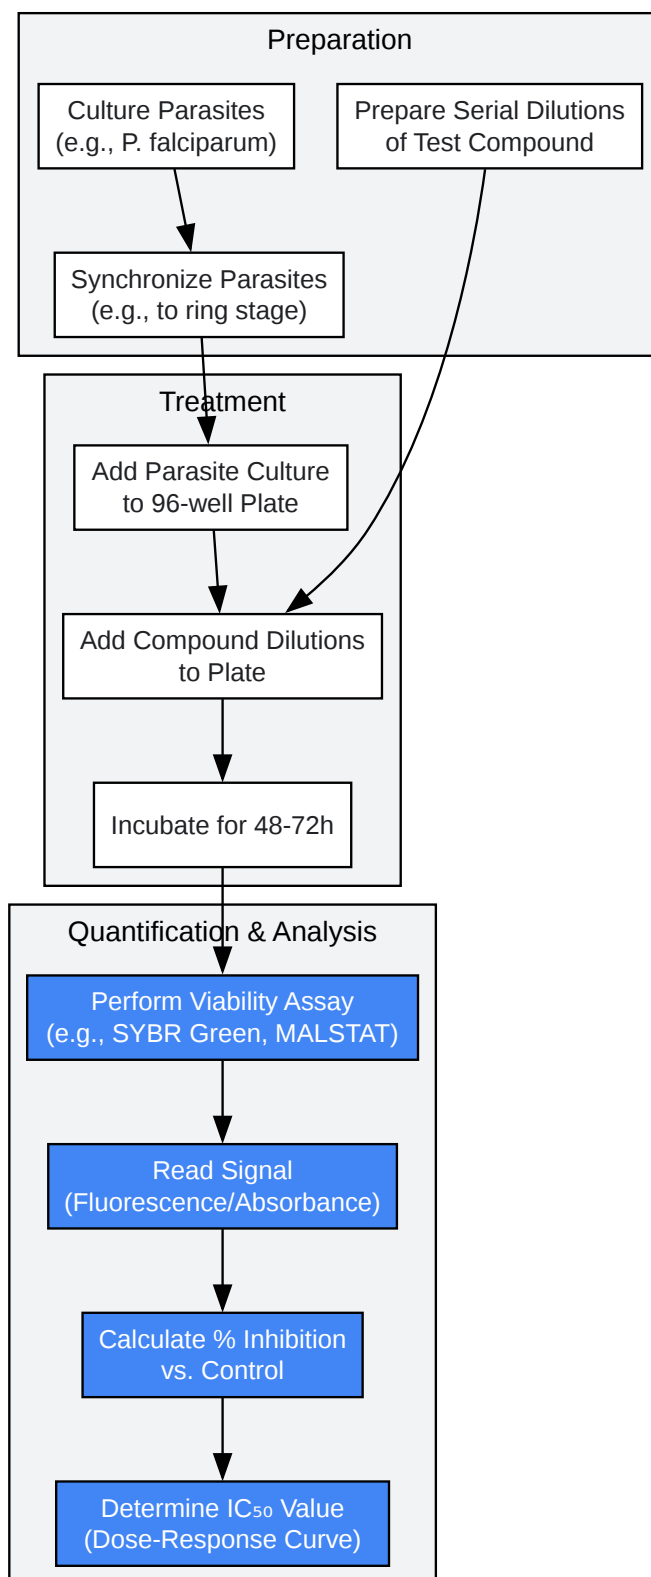 Preparation
Culture Parasites
(e.g., P. falciparum)
Prepare Serial Dilutions
of Test Compound
Synchronize Parasites
(e.g., to ring stage)
Treatment
Add Parasite Culture
to 96-well Plate
Add Compound Dilutions
to Plate
Incubate for 48-72h
Quantification & Analysis
Perform Viability Assay
(e.g., SYBR Green, MALSTAT)
Read Signal
(Fluorescence/Absorbance)
Calculate % Inhibition
vs. Control
Determine IC₅₀ Value
(Dose-Response Curve)